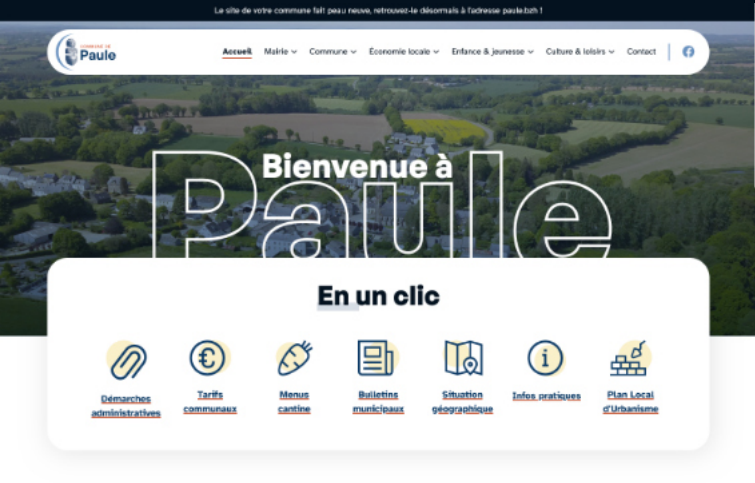 Le site de votre commune fait peau neuve, retrouvez-le désormais à l'adresse paule.bzh !
COMMUNE DE
Paule
Accueil Mairie Commune Économie locale Enfance & jeunesse Culture & loisirs Contact
Bienvenue à
Paule
En un clic
Démarches
administratives
Tarifs
communaux
Menus
cantine
Bulletins
municipaux
Situation
géographique
Infos pratiques
Plan Local
d'Urbanisme